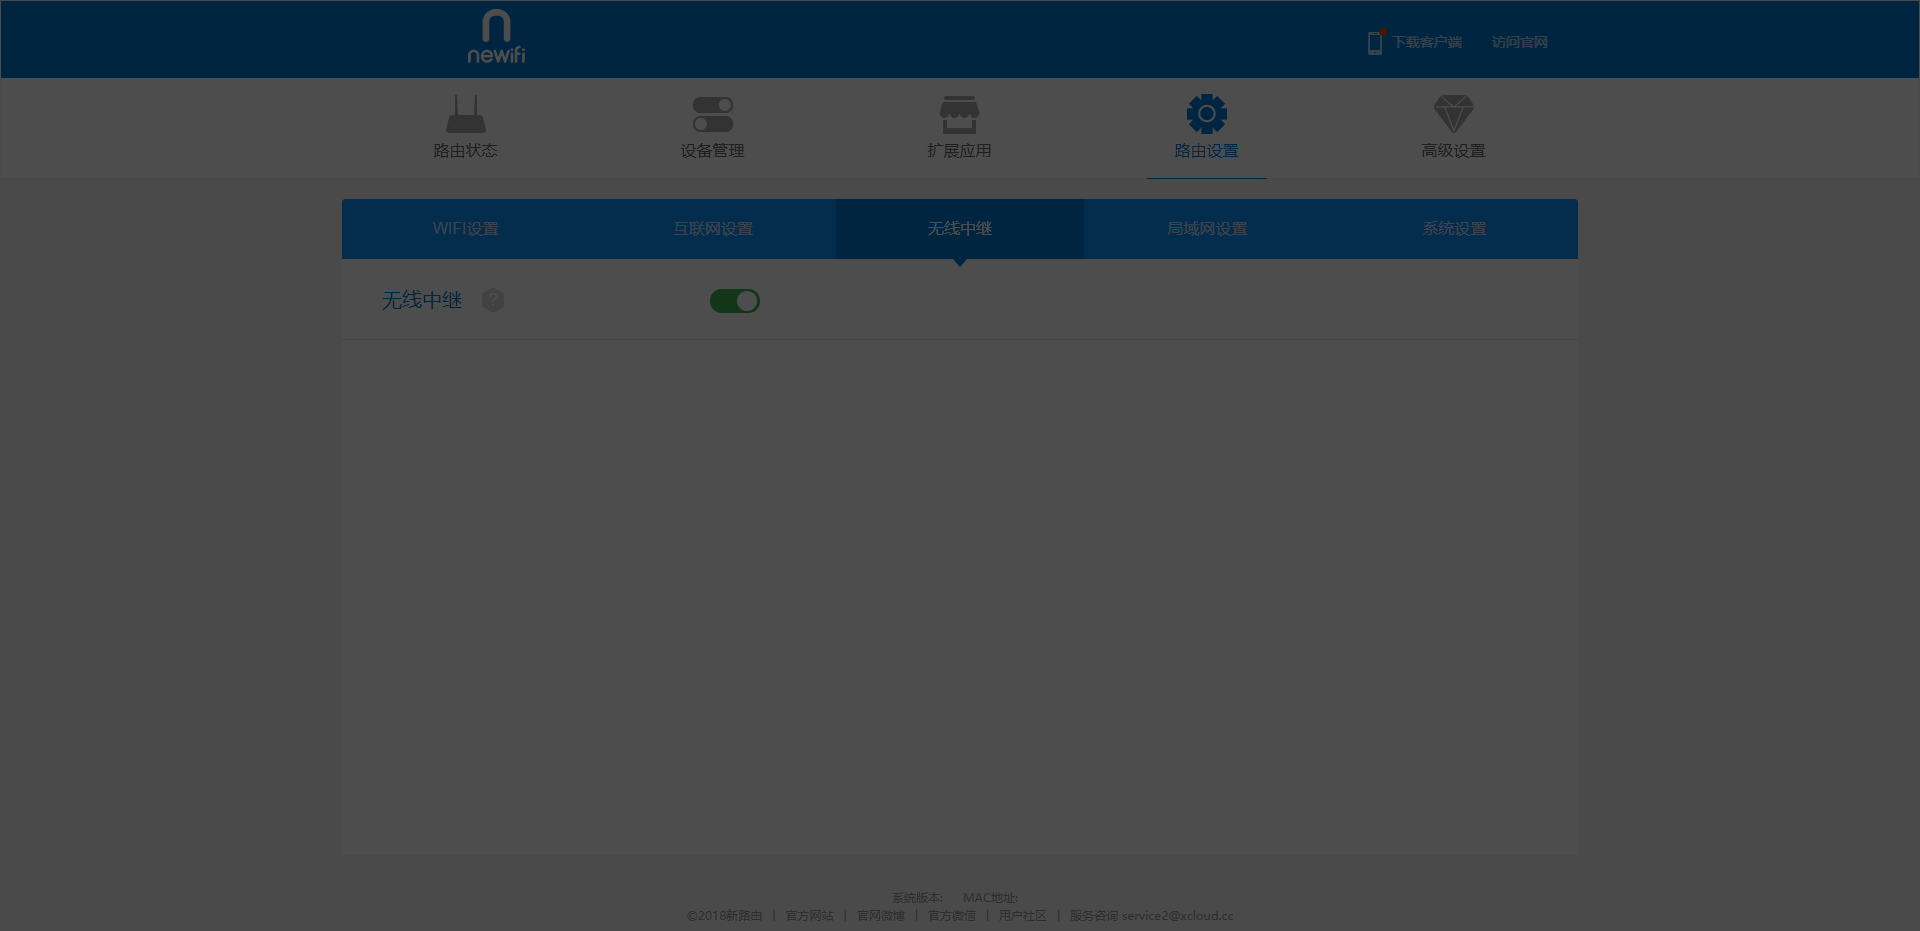 newifi
下载客户端 访问官网
路由状态 设备管理 扩展应用 路由设置 高级设置
WIFI设置 互联网设置 无线中继 局域网设置 系统设置
无线中继 ?
系统版本: MAC地址:
©2018新路由 | 官方网站 | 官网微博 | 官方微信 | 用户社区 | 服务咨询 service2@xcloud.cc